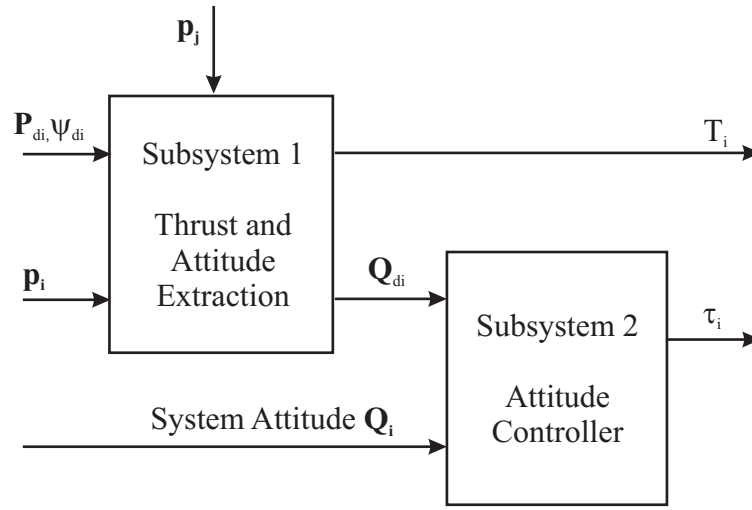 p_j
P_di, ψ_di
Subsystem 1
T_i
Thrust and
Attitude
Extraction
p_i
Q_di
Subsystem 2
τ_i
Attitude
Controller
System Attitude Q_i